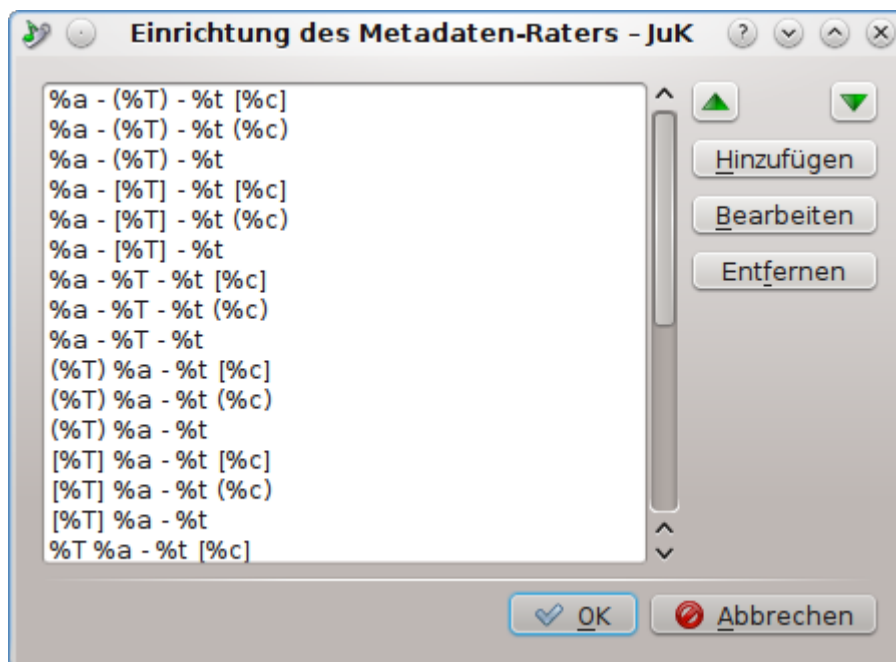 Einrichtung des Metadaten-Raters – JuK
%a - (%T) - %t [%c]
%a - (%T) - %t (%c)
%a - (%T) - %t
%a - [%T] - %t [%c]
%a - [%T] - %t (%c)
%a - [%T] - %t
%a - %T - %t [%c]
%a - %T - %t (%c)
%a - %T - %t
(%T) %a - %t [%c]
(%T) %a - %t (%c)
(%T) %a - %t
[%T] %a - %t [%c]
[%T] %a - %t (%c)
[%T] %a - %t
%T %a - %t [%c]
Hinzufügen
Bearbeiten
Entfernen
OK
Abbrechen